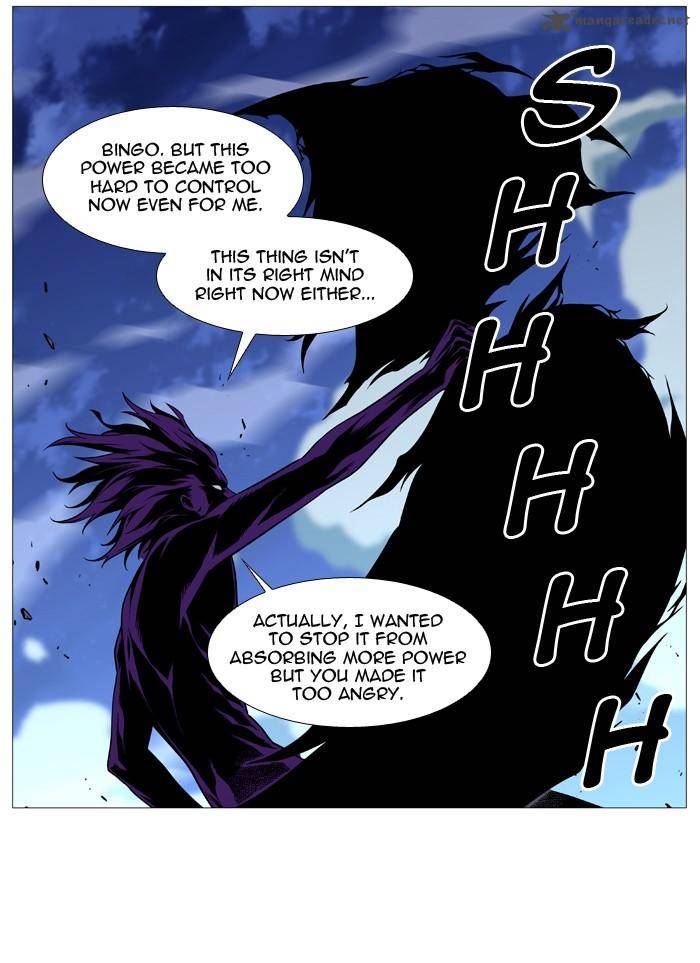 mangareader.net
BINGO. BUT THIS
POWER BECAME TOO
HARD TO CONTROL
NOW EVEN FOR ME.
THIS THING ISN'T
IN ITS RIGHT MIND
RIGHT NOW EITHER...
SHHHHH
ACTUALLY, I WANTED
TO STOP IT FROM
ABSORBING MORE POWER
BUT YOU MADE IT
TOO ANGRY.